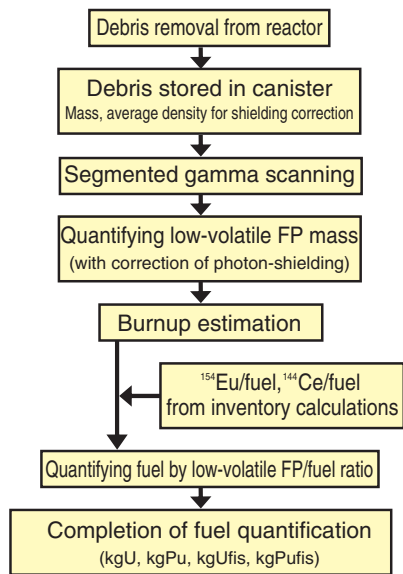 Debris removal from reactor
Debris stored in canister
Mass, average density for shielding correction
Segmented gamma scanning
Quantifying low-volatile FP mass
(with correction of photon-shielding)
Burnup estimation
¹⁵⁴Eu/fuel,¹⁴⁴Ce/fuel
from inventory calculations
Quantifying fuel by low-volatile FP/fuel ratio
Completion of fuel quantification
(kgU, kgPu, kgUfis, kgPufis)